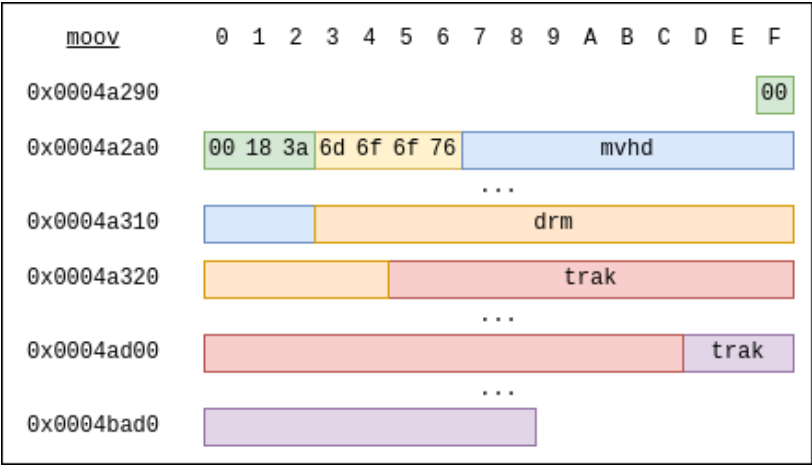 moov 0 1 2 3 4 5 6 7 8 9 A B C D E F
0x0004a290 00
0x0004a2a0 00 18 3a 6d 6f 6f 76 mvhd
...
0x0004a310 drm
0x0004a320 trak
...
0x0004ad00 trak
...
0x0004bad0